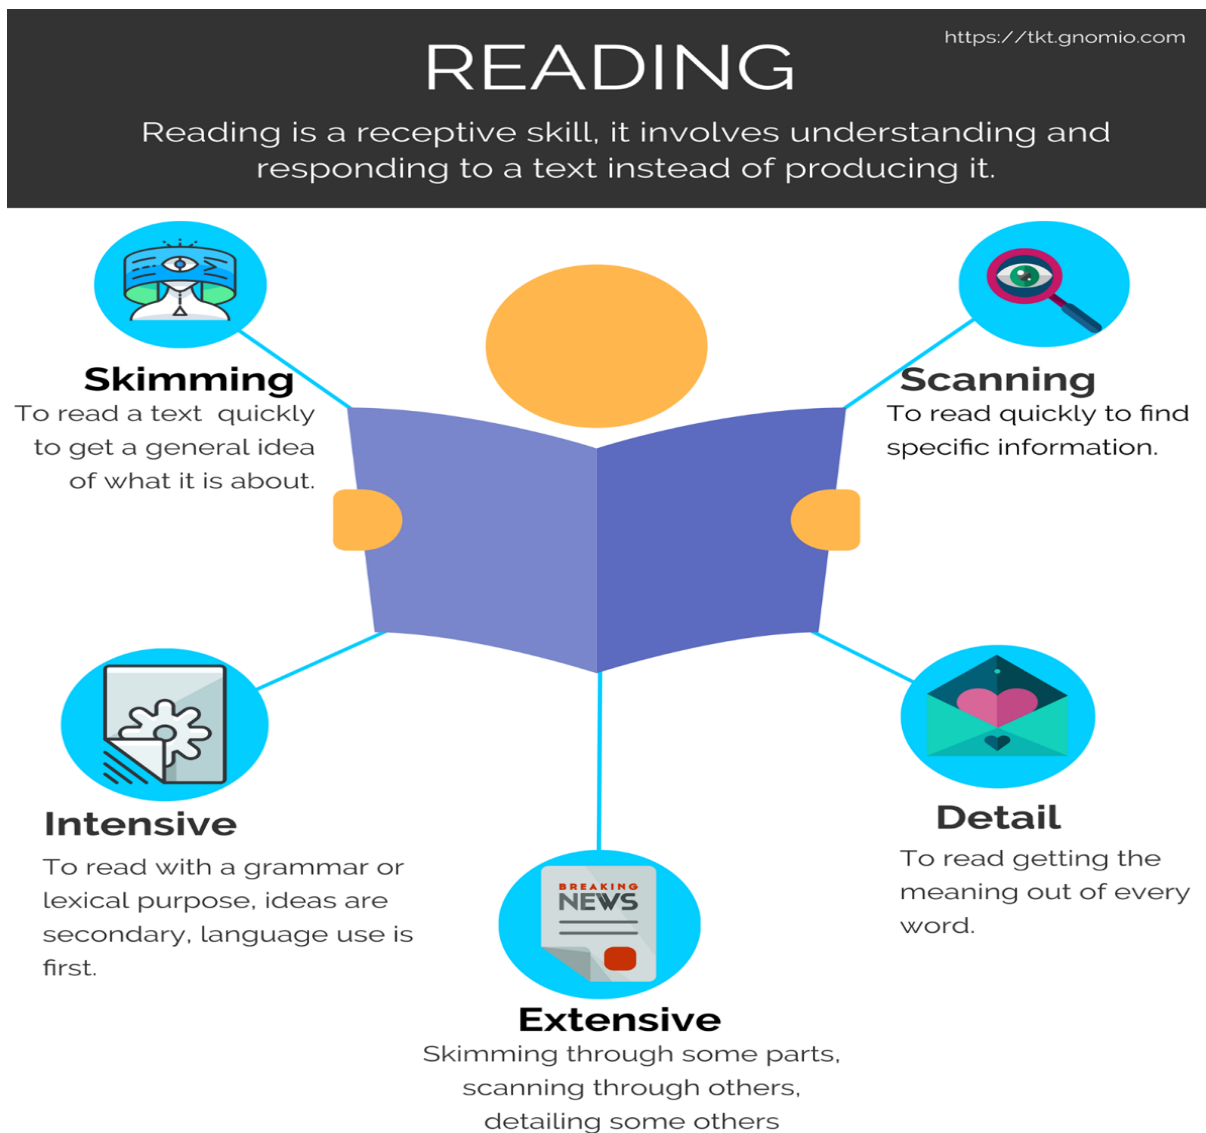 https://tkt.gnomio.com
READING
Reading is a receptive skill, it involves understanding and
responding to a text instead of producing it.
Skimming
To read a text quickly
to get a general idea
of what it is about.
Scanning
To read quickly to find
specific information.
Intensive
To read with a grammar or
lexical purpose, ideas are
secondary, language use is
first.
Detail
To read getting the
meaning out of every
word.
BREAKING
NEWS
Extensive
Skimming through some parts,
scanning through others,
detailing some others